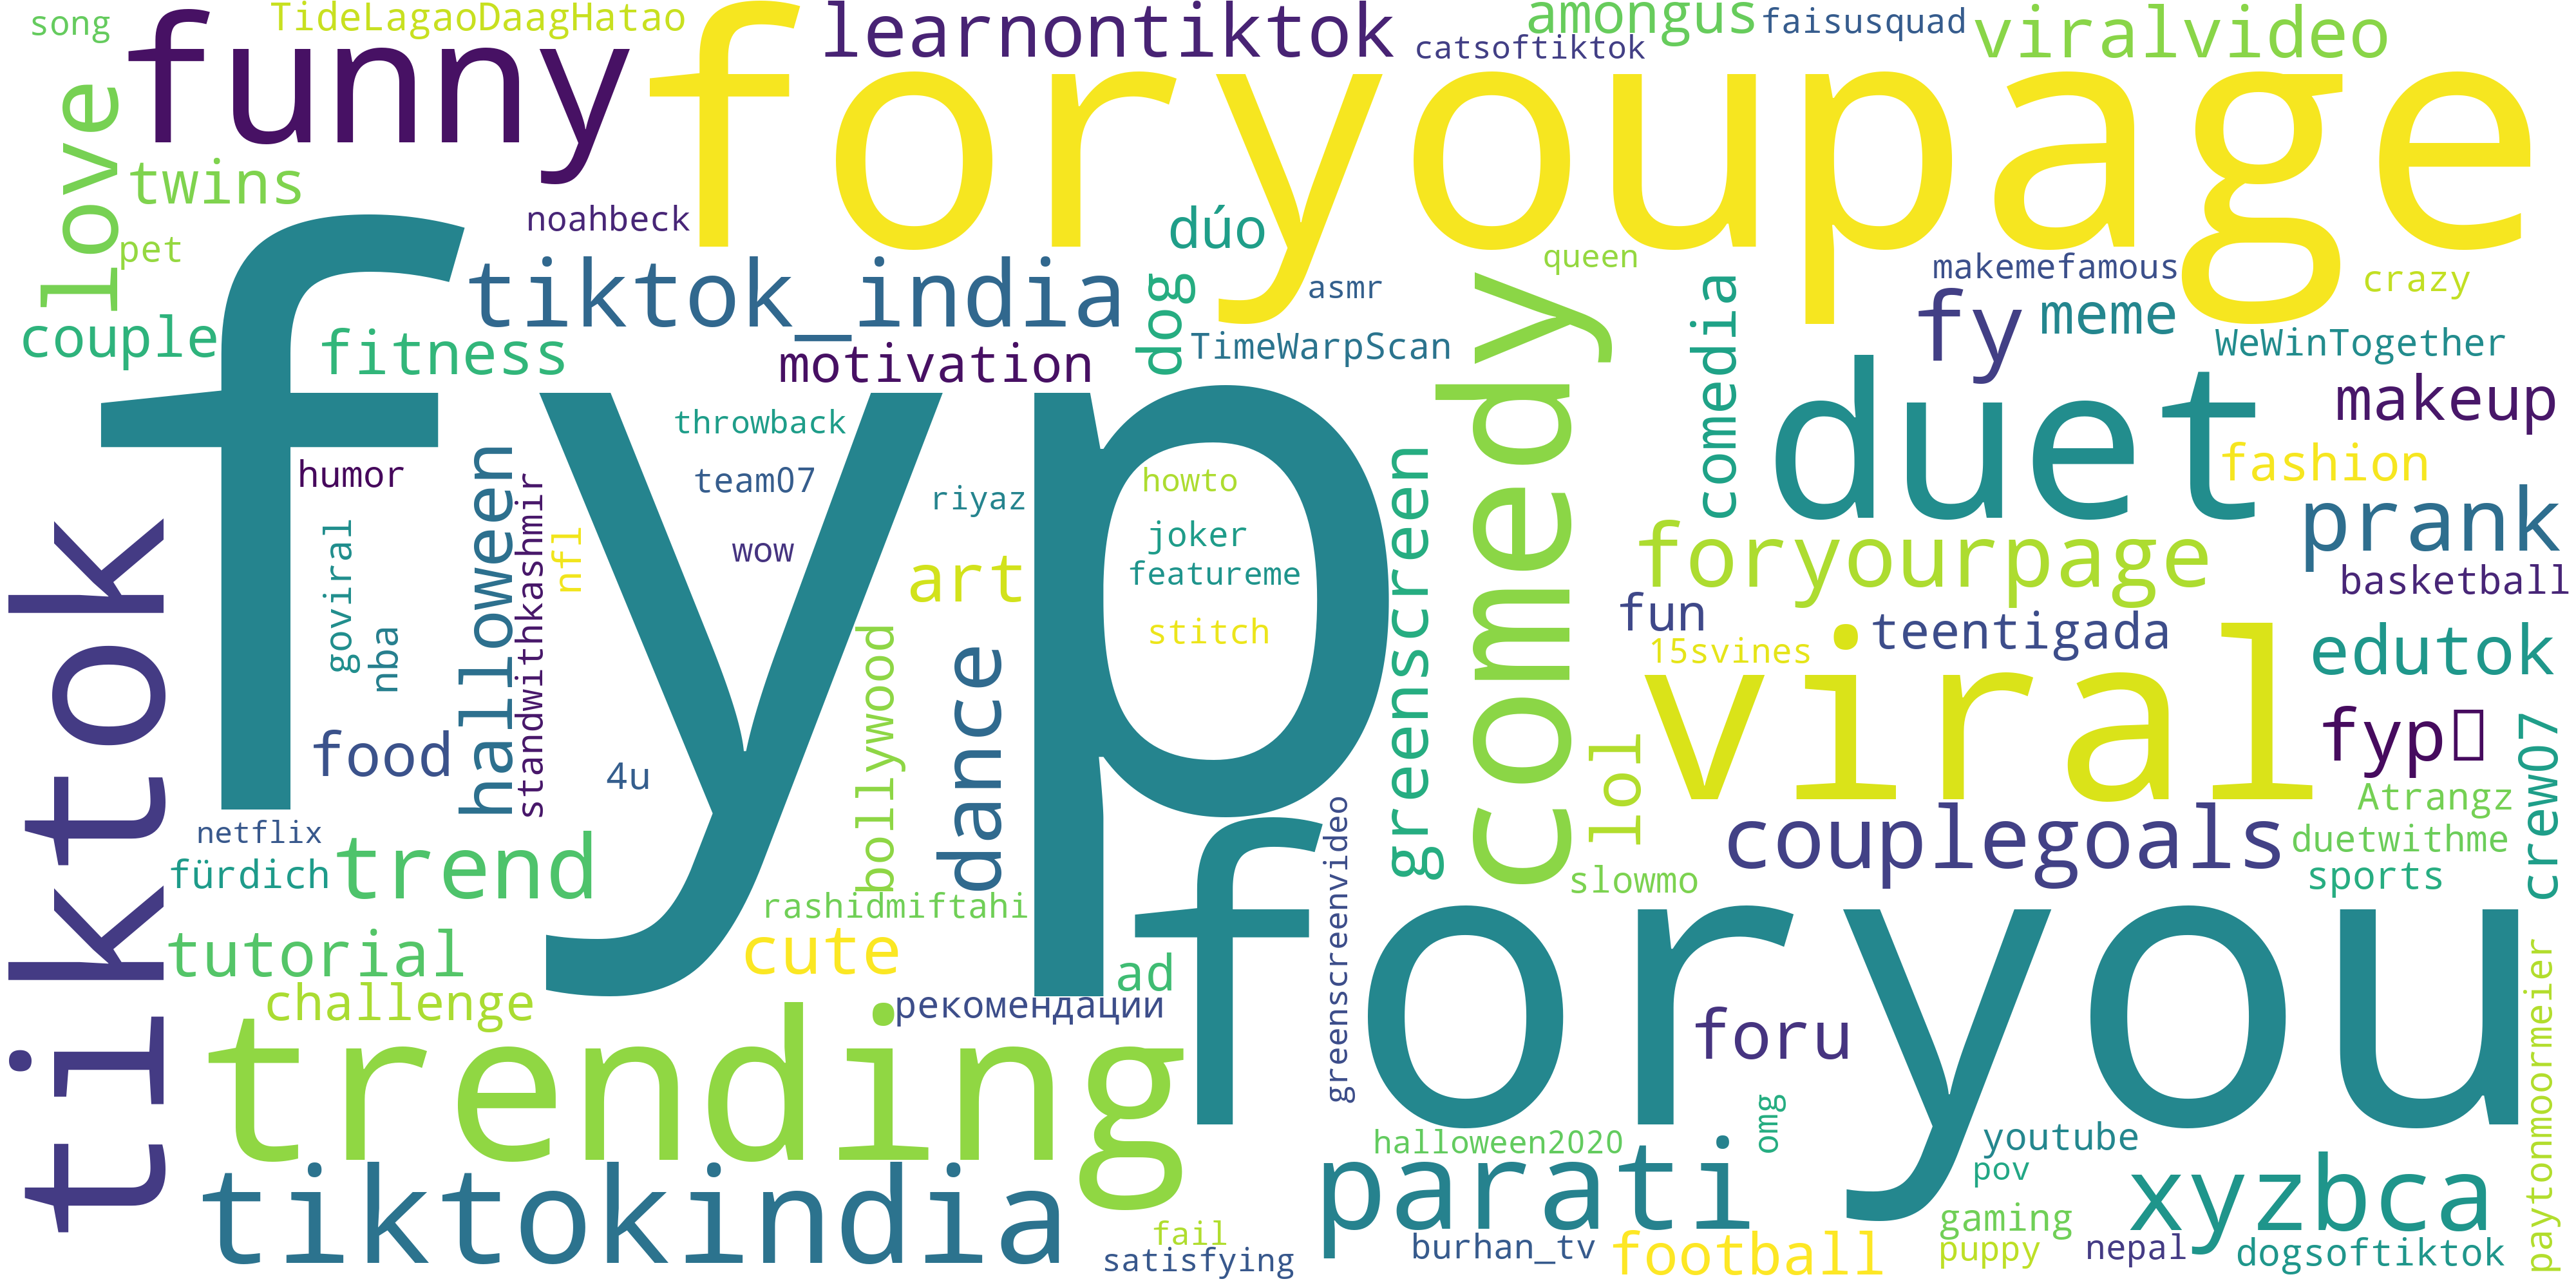 song
TideLagaoDaagHatao
funny
learnontiktok
amongus
catsoftiktok
faisusquad
viralvideo
foryoupage
love
twins
pet
couple
noahbeck
tiktok_india
fitness
motivation
dúo
dog
asmr
TimeWarpScan
queen
comedy
comedia
makemefamous
crazy
fy
meme
WeWinTogether
duet
makeup
fashion
prank
basketball
fyp
humor
throwback
team07
riyaz
howto
wow
joker
featureme
art
stitch
goviral
nba
halloween
standwithkashmir
nfl
greenscreen
foryourpage
fun
15svines
teentigada
edutok
viral
fyp
crew07
tiktok
food
4u
bollywood
dance
lol
couplegoals
Atrangz
duetwithme
sports
slowmo
netflix
fürdich
trend
rashidmiftahi
tutorial
cute
ad
challenge
рекомендации
greenscreenvideo
foryou
foru
trending
omg
halloween2020
parati
youtube
pov
xyzbca
paytonmoormeier
tiktokindia
fail
satisfying
burhan_tv
football
gaming
puppy
nepal
dogsoftiktok